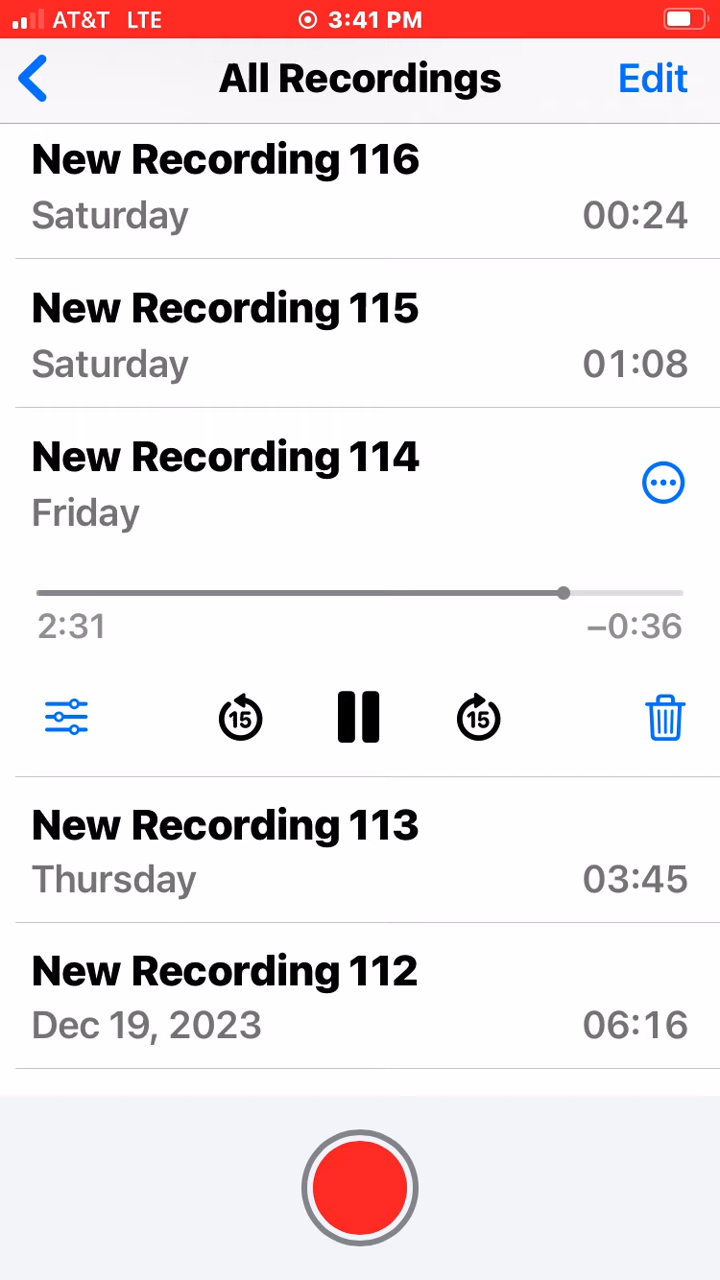 AT&T LTE 3:41 PM
All Recordings Edit
New Recording 116
Saturday 00:24
New Recording 115
Saturday 01:08
New Recording 114
Friday
2:31 –0:36
15 15
New Recording 113
Thursday 03:45
New Recording 112
Dec 19, 2023 06:16